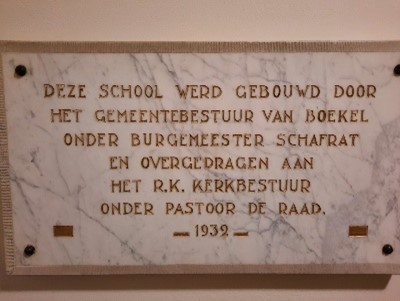 DEZE SCHOOL WERD GEBOUWD DOOR
HET GEMEENTEBESTUUR VAN BOEKEL
ONDER BURGEMEESTER SCHAFRAT
EN OVERGEDRAGEN AAN
HET R.K. KERKBESTUUR
ONDER PASTOOR DE RAAD.
— 1932 —